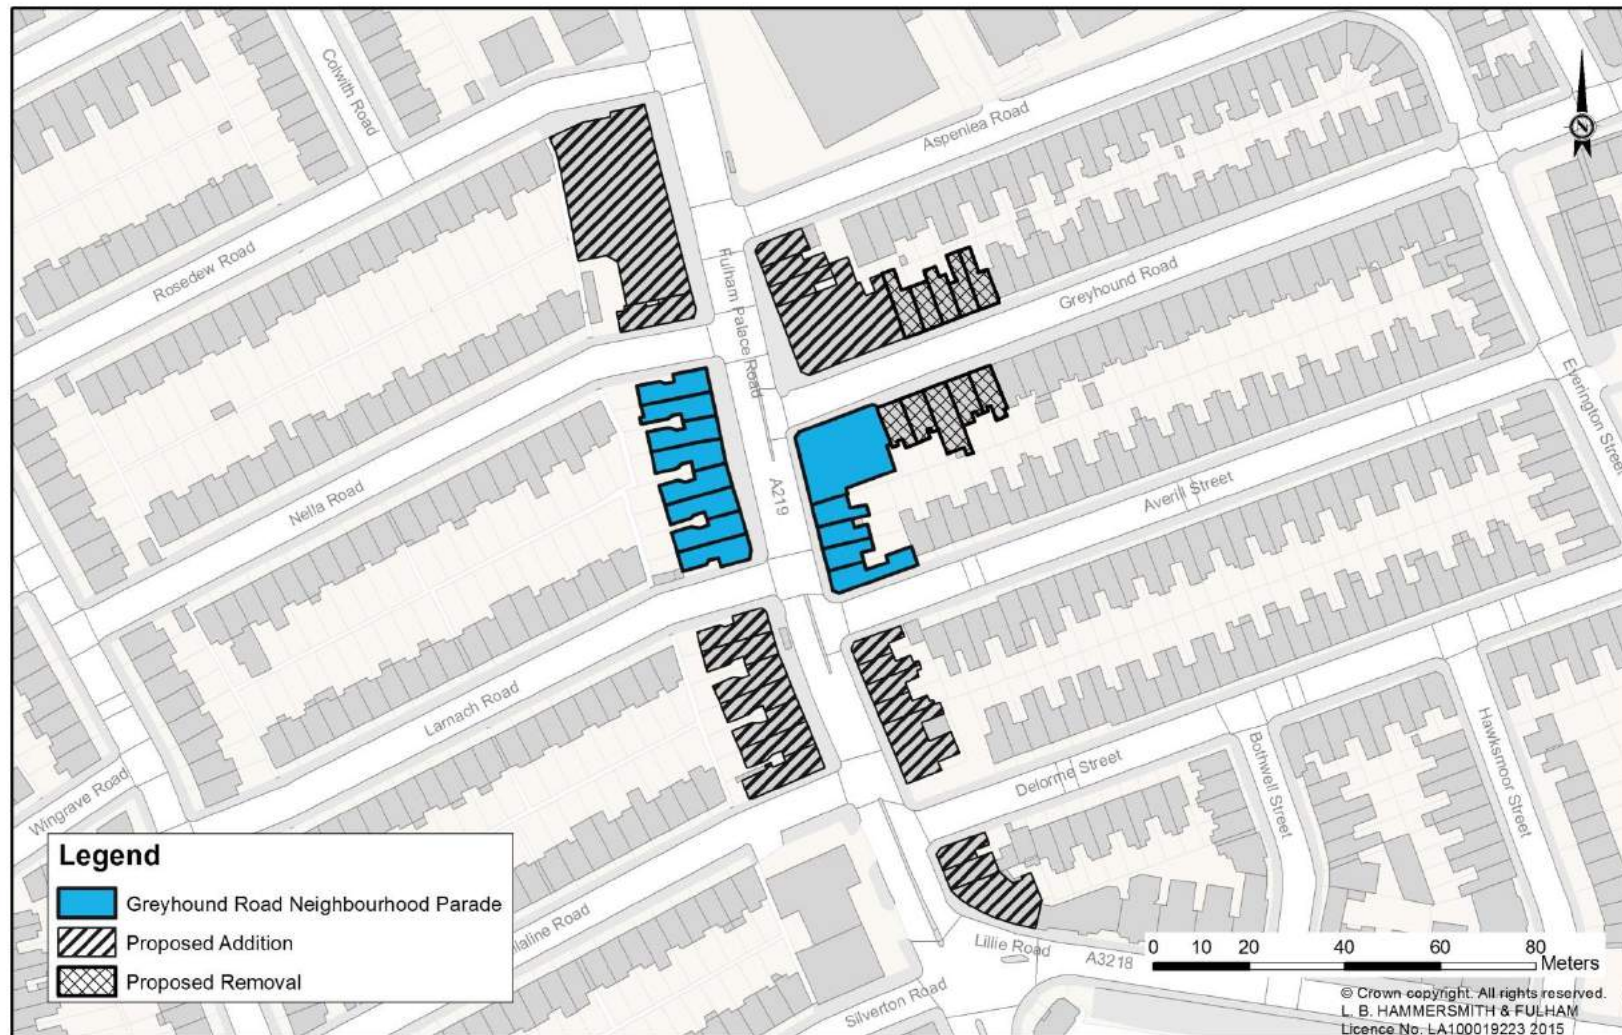 Colwith Road
Aspenlea Road
N
Rosedew Road
Fulham Palace Road
Greyhound Road
Everington Street
Nella Road
A219
Averill Street
Larnach Road
Wingrave Road
Delorme Street
Bothwell Street
Hawksmoor Street
Legend
Greyhound Road Neighbourhood Parade
Proposed Addition
Proposed Removal
Road
Lillie Road
A3218
Silverton Road
0 10 20 40 60 80
Meters
© Crown copyright. All rights reserved.
L. B. HAMMERSMITH & FULHAM
Licence No. LA100019223 2015